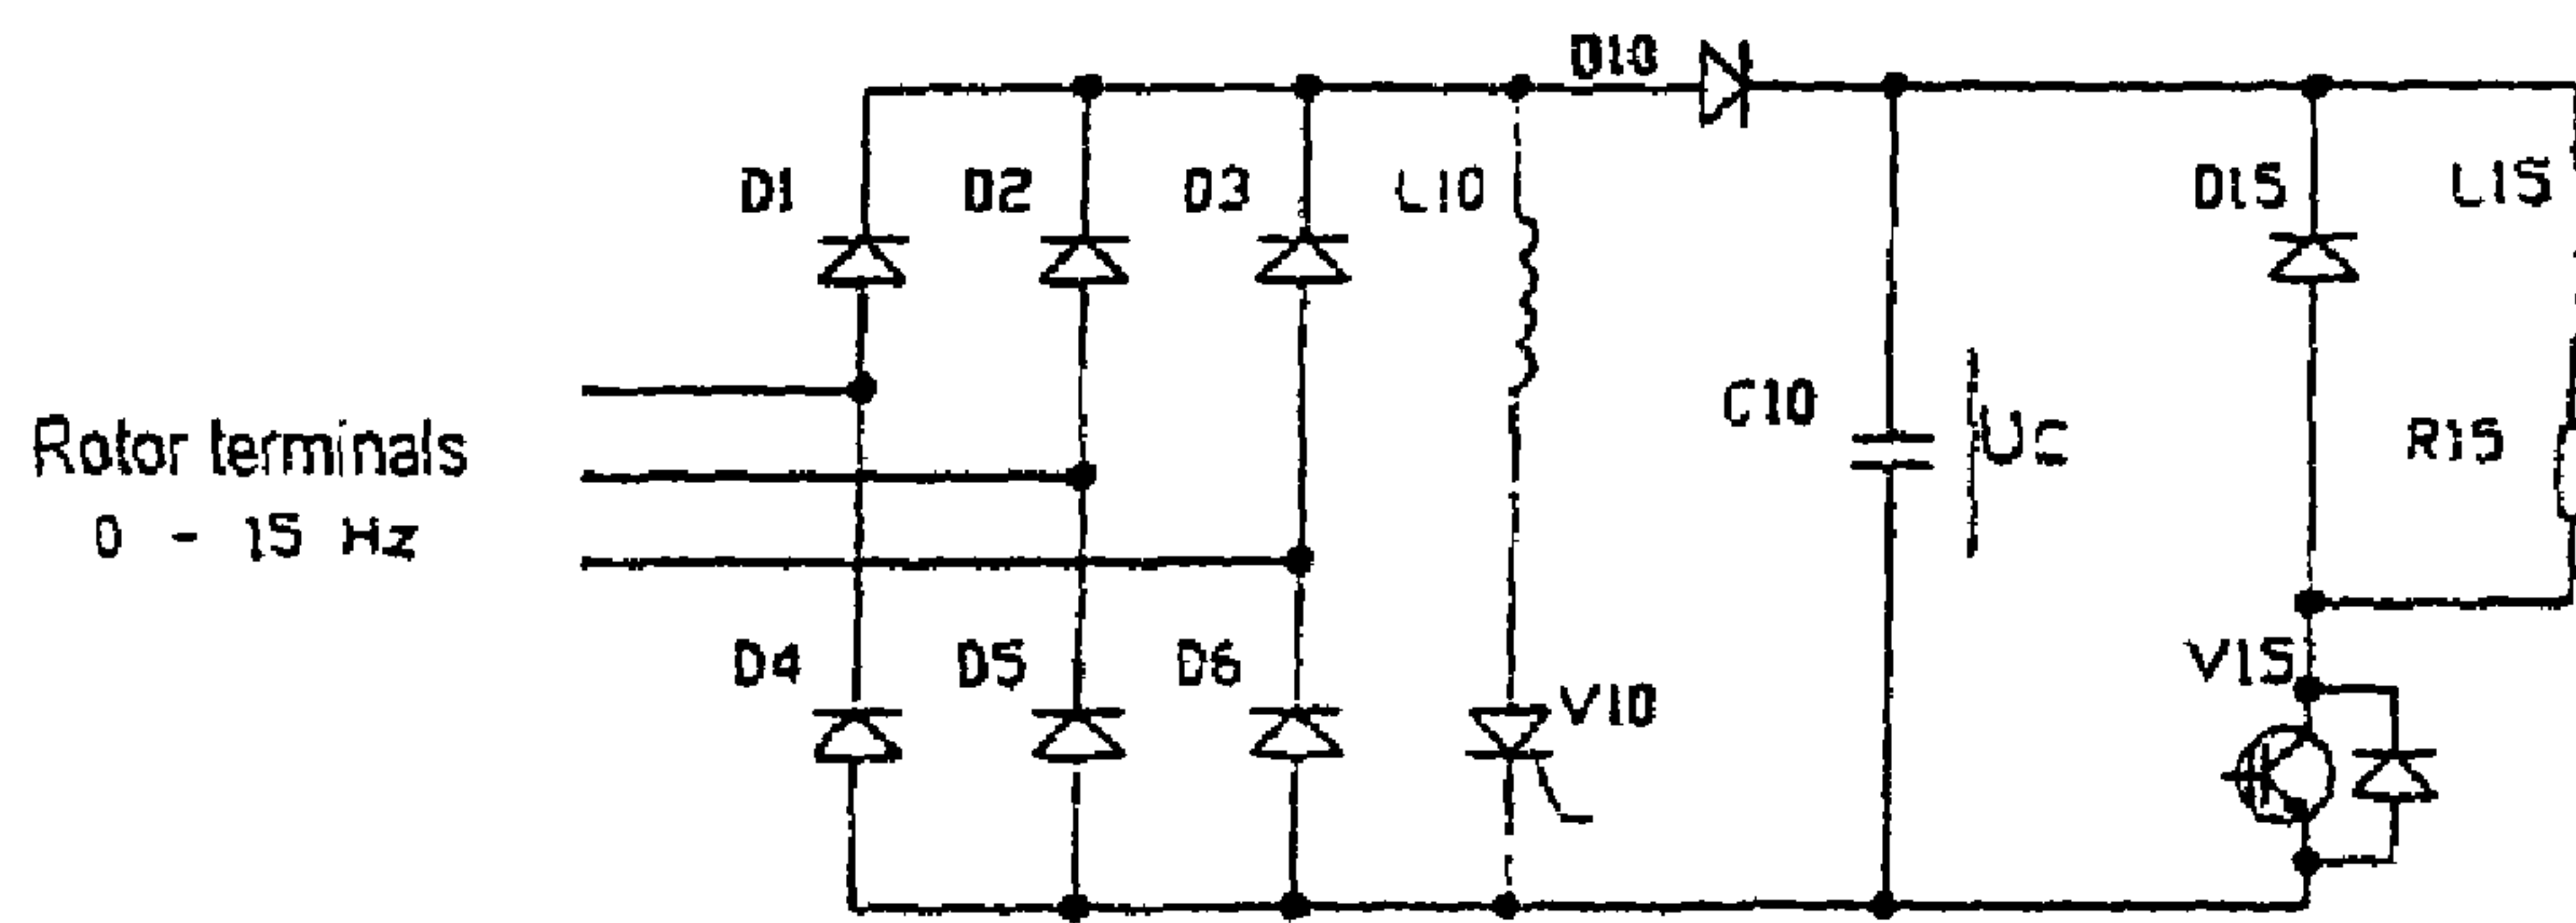 D10
D1
D2
D3
L10
D15
L15
C10
Uc
R15
Rotor terminals
0 - 15 Hz
D4
D5
D6
V10
V15